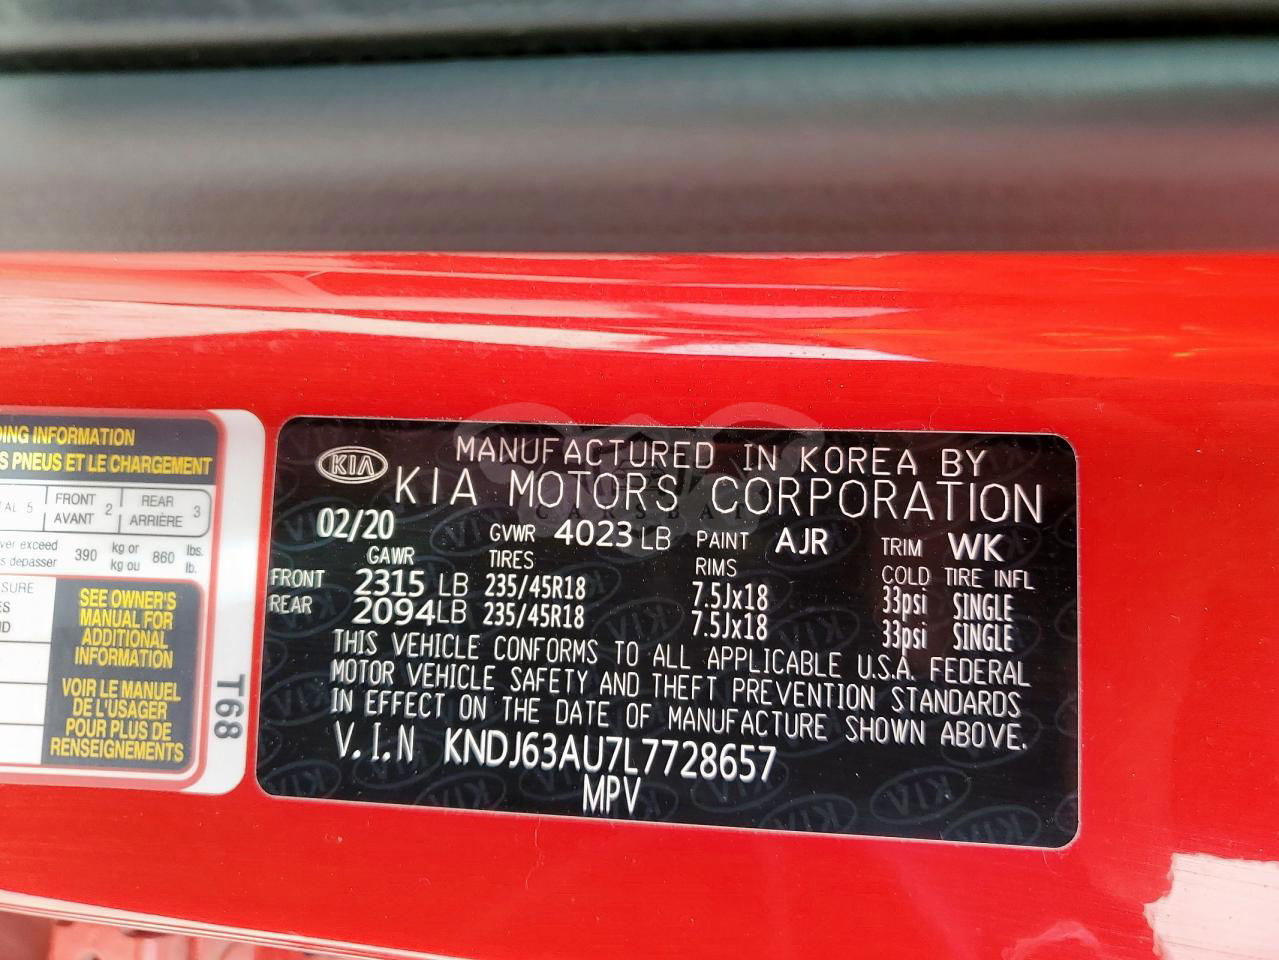 DING INFORMATION
S PNEUS ET LE CHARGEMENT
TAL 5 FRONT AVANT 2 REAR ARRIÈRE 3
ver exceed 390 kg or 860 lbs.
s depasser kg ou lb.
SURE
ES
ND
SEE OWNER'S
MANUAL FOR
ADDITIONAL
INFORMATION
VOIR LE MANUEL
DE L'USAGER
POUR PLUS DE
RENSEIGNEMENTS
T68
KIA
MANUFACTURED IN KOREA BY
KIA MOTORS CORPORATION
CARSBAT
02/20 GVWR 4023 LB PAINT AJR TRIM WK
GAWR TIRES RIMS COLD TIRE INFL
FRONT 2315 LB 235/45R18 7.5Jx18 33psi SINGLE
REAR 2094LB 235/45R18 7.5Jx18 33psi SINGLE
THIS VEHICLE CONFORMS TO ALL APPLICABLE U.S.A. FEDERAL
MOTOR VEHICLE SAFETY AND THEFT PREVENTION STANDARDS
IN EFFECT ON THE DATE OF MANUFACTURE SHOWN ABOVE.
V.I.N KNDJ63AU7L7728657
MPV